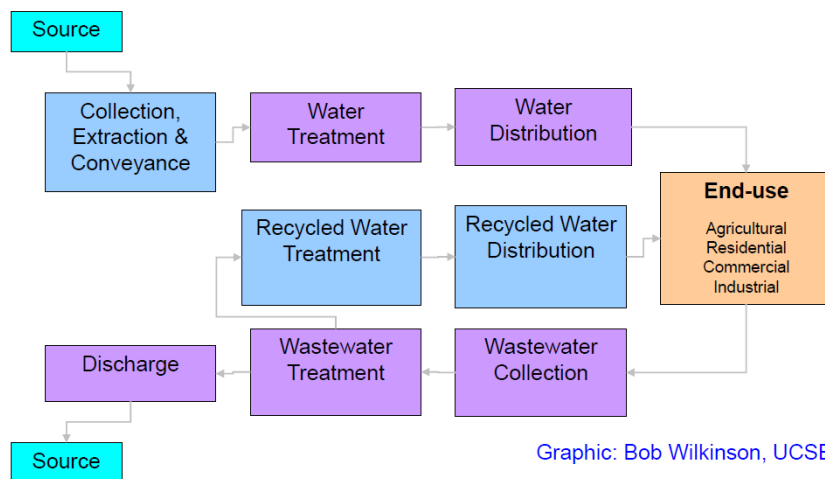 Source
Collection,
Extraction &
Conveyance
Water
Treatment
Water
Distribution
End-use
Agricultural
Residential
Commercial
Industrial
Recycled Water
Treatment
Recycled Water
Distribution
Discharge
Wastewater
Treatment
Wastewater
Collection
Source
Graphic: Bob Wilkinson, UCSB